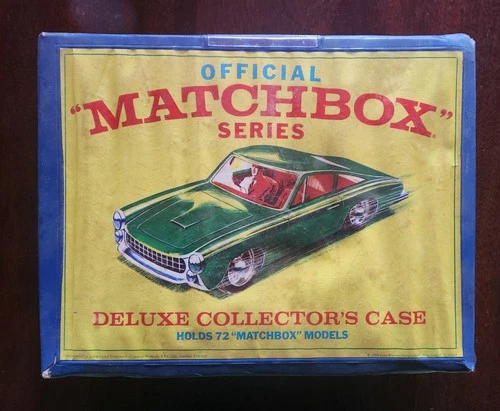 OFFICIAL
"MATCHBOX"
SERIES
DELUXE COLLECTOR'S CASE
HOLDS 72 "MATCHBOX" MODELS